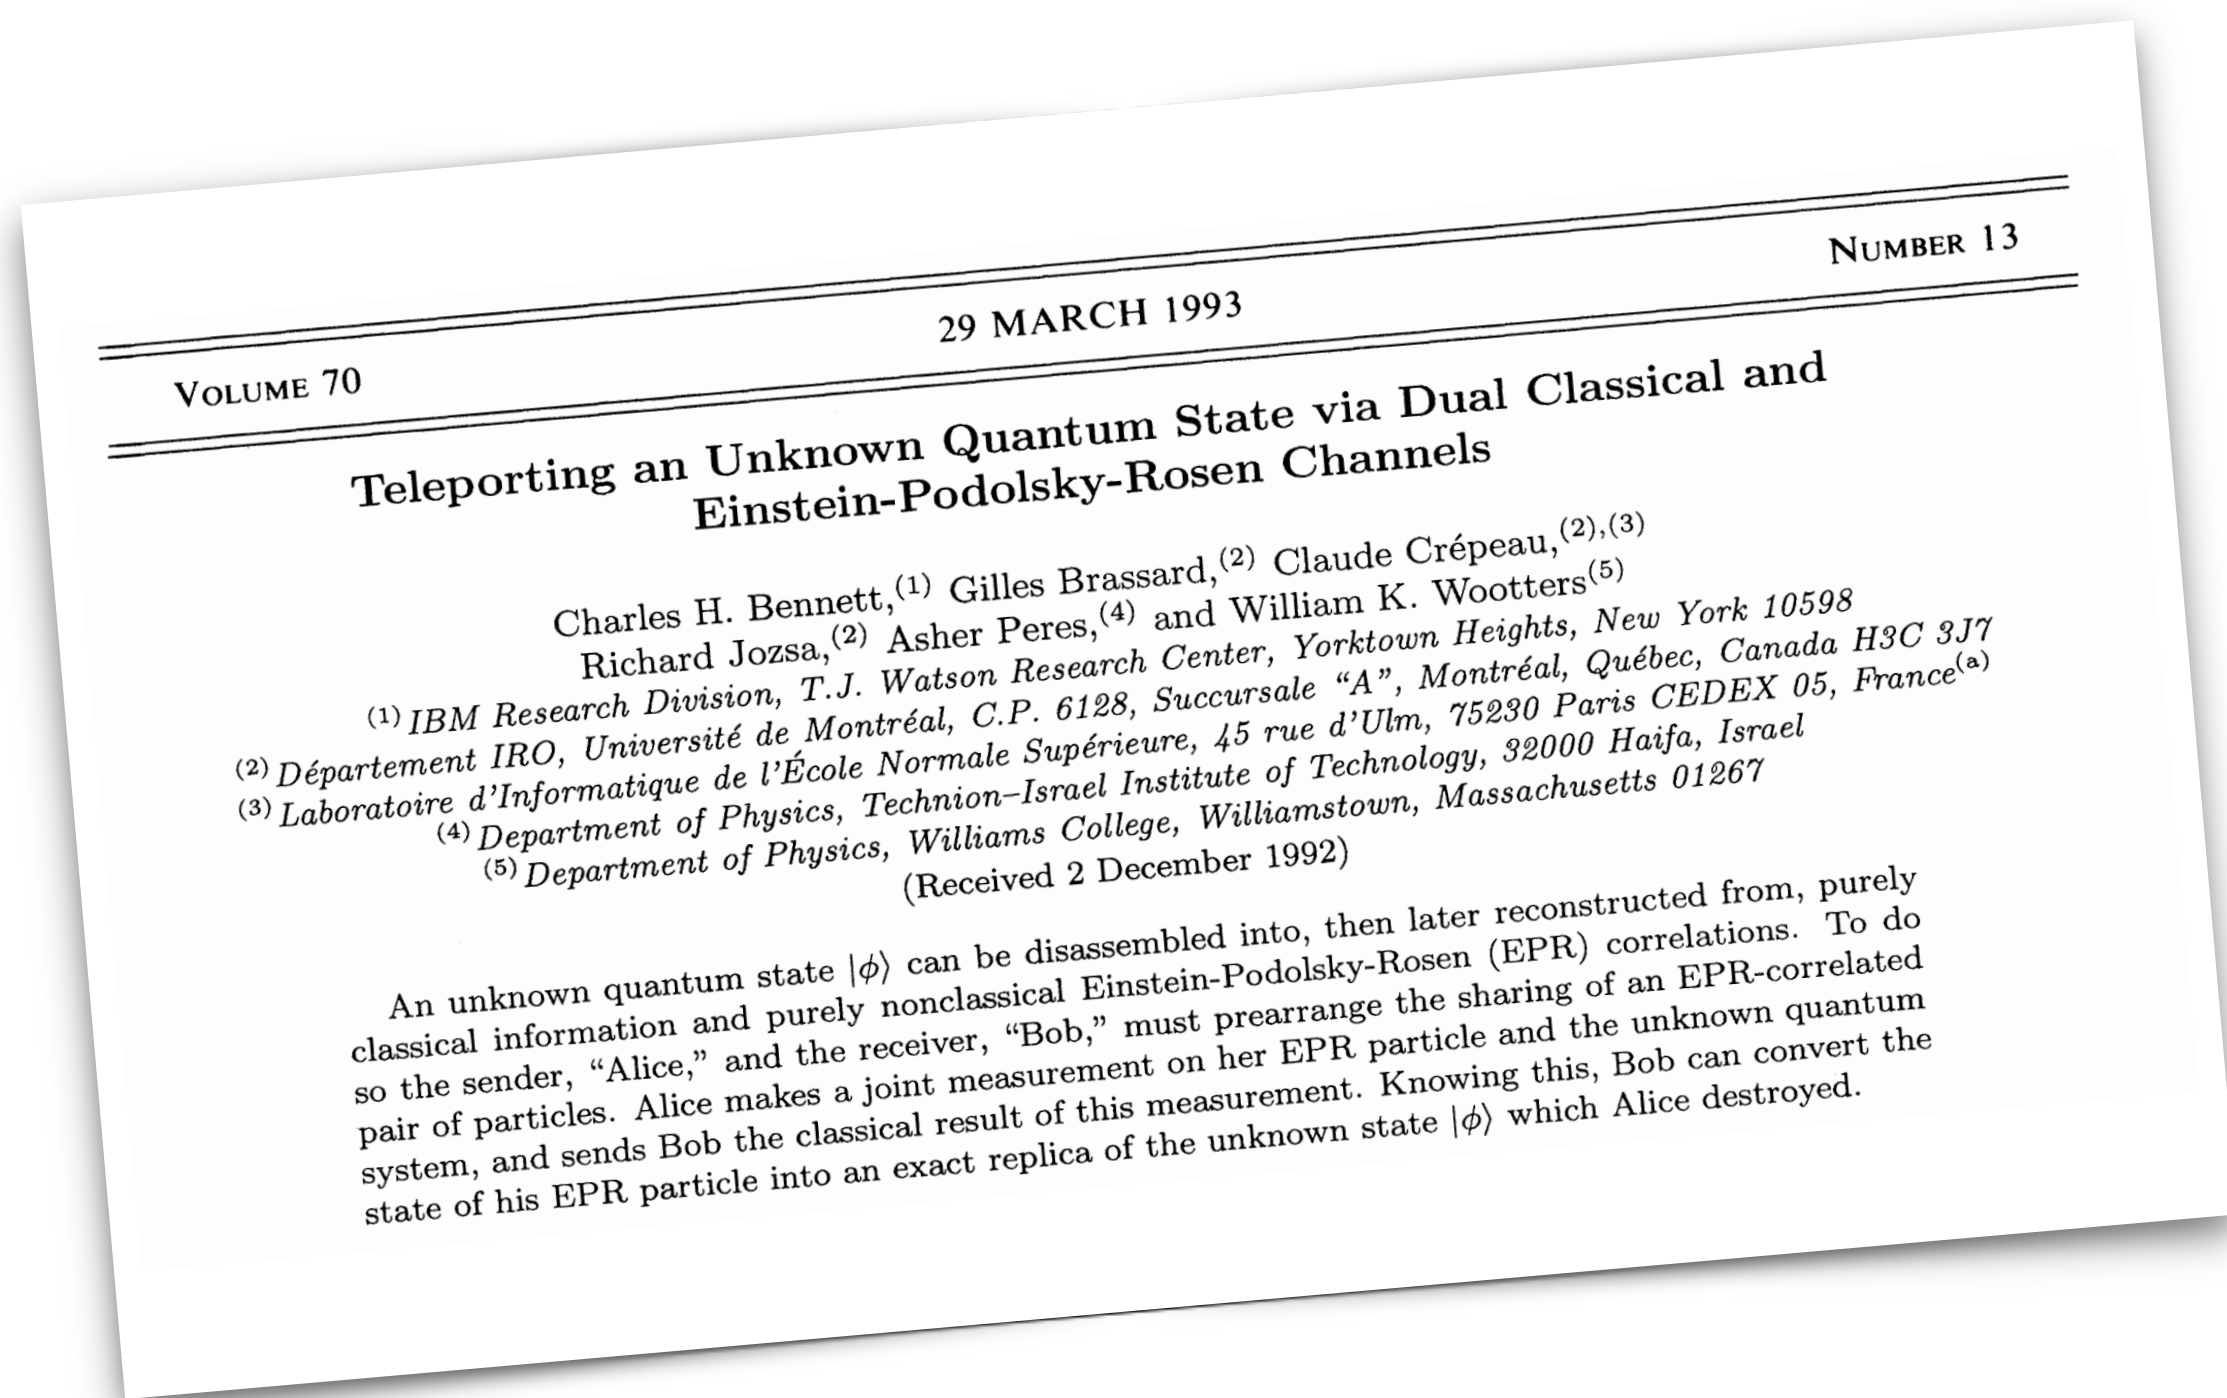 VOLUME 70 29 MARCH 1993 NUMBER 13
Teleporting an Unknown Quantum State via Dual Classical and
Einstein-Podolsky-Rosen Channels
Charles H. Bennett,(1) Gilles Brassard,(2) Claude Crépeau,(2),(3)
Richard Jozsa,(2) Asher Peres,(4) and William K. Wootters(5)
(1) IBM Research Division, T.J. Watson Research Center, Yorktown Heights, New York 10598
(2) Département IRO, Université de Montréal, C.P. 6128, Succursale “A”, Montréal, Québec, Canada H3C 3J7
(3) Laboratoire d’Informatique de l’École Normale Supérieure, 45 rue d’Ulm, 75230 Paris CEDEX 05, France(a)
(4) Department of Physics, Technion–Israel Institute of Technology, 32000 Haifa, Israel
(5) Department of Physics, Williams College, Williamstown, Massachusetts 01267
(Received 2 December 1992)
An unknown quantum state |ϕ⟩ can be disassembled into, then later reconstructed from, purely
classical information and purely nonclassical Einstein-Podolsky-Rosen (EPR) correlations. To do
so the sender, “Alice,” and the receiver, “Bob,” must prearrange the sharing of an EPR-correlated
pair of particles. Alice makes a joint measurement on her EPR particle and the unknown quantum
system, and sends Bob the classical result of this measurement. Knowing this, Bob can convert the
state of his EPR particle into an exact replica of the unknown state |ϕ⟩ which Alice destroyed.